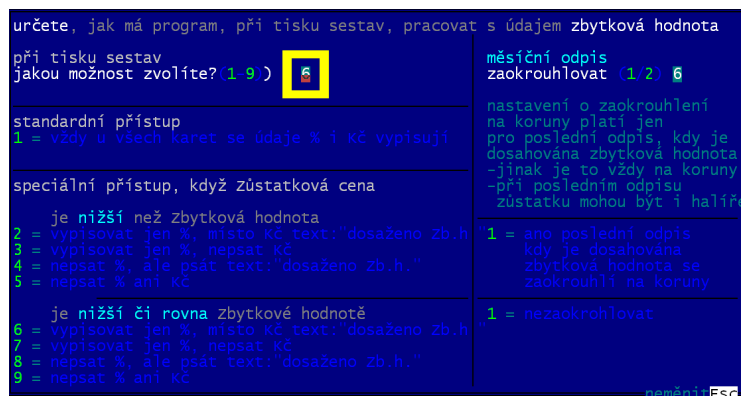 určete, jak má program, při tisku sestav, pracovat s údajem zbytková hodnota
při tisku sestav
jakou možnost zvolíte?(1-9)) 6
standardní přístup
1 = vždy u všech karet se údaje % i Kč vypisují
speciální přístup, když Zůstatková cena
je nižší než Zbytková hodnota
2 = vypisovat jen %, místo Kč text:"dosaženo Zb.h "
3 = vypisovat jen %, nepsat Kč
4 = nepsat %, ale psát text:"dosaženo Zb.h."
5 = nepsat % ani Kč
je nižší či rovna Zbytkové hodnotě
6 = vypisovat jen %, místo Kč text:"dosaženo Zb.h "
7 = vypisovat jen %, nepsat Kč
8 = nepsat %, ale psát text:"dosaženo Zb.h."
9 = nepsat % ani Kč
měsíční odpis
zaokrouhlovat (1/2) 6
nastavení o zaokrouhlení
na koruny platí jen
pro poslední odpis, kdy je
dosahována zbytková hodnota
-jinak je to vždy na koruny
-při posledním odpisu
zůstatku mohou být i halíře
1 = ano poslední odpis
kdy je dosahována
zbytková hodnota se
zaokrouhlí na koruny
1 = nezaokrohlovat
neměnit Esc